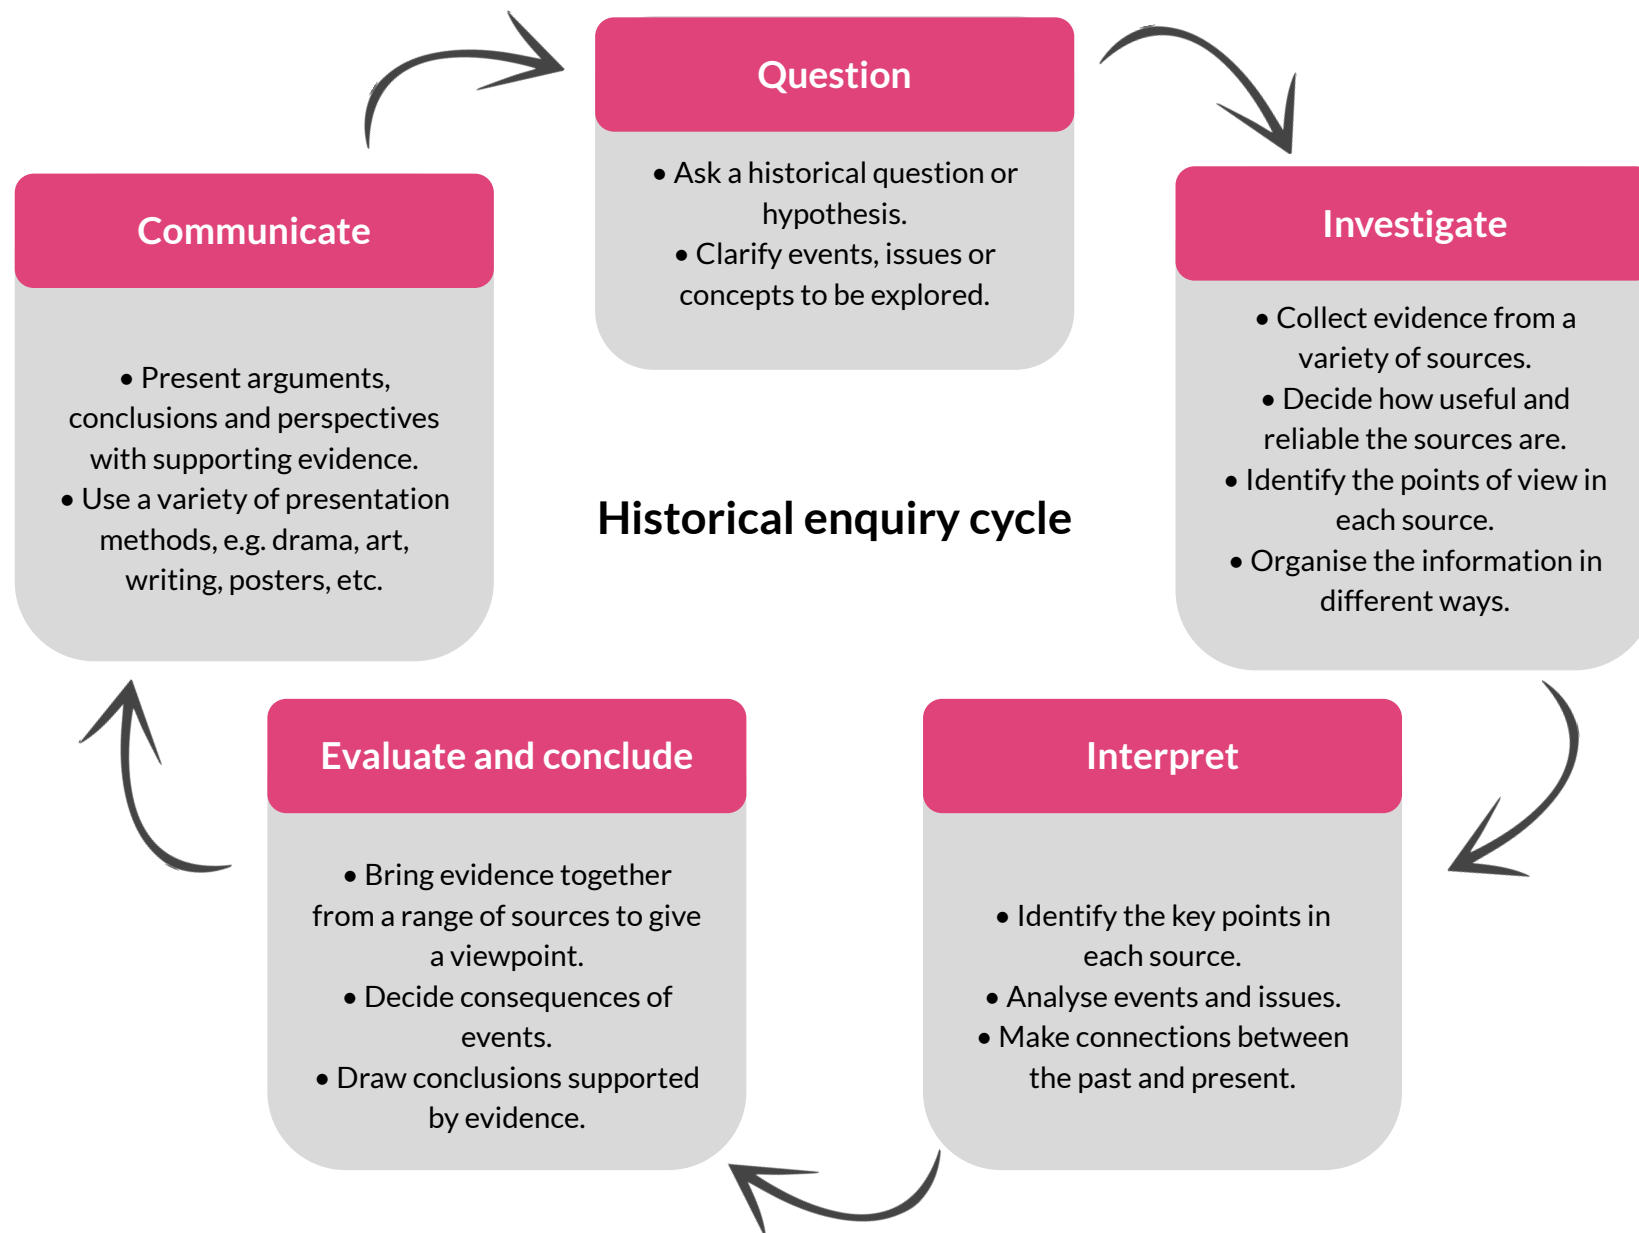 Question
• Ask a historical question or
hypothesis.
• Clarify events, issues or
concepts to be explored.
Investigate
• Collect evidence from a
variety of sources.
• Decide how useful and
reliable the sources are.
• Identify the points of view in
each source.
• Organise the information in
different ways.
Interpret
• Identify the key points in
each source.
• Analyse events and issues.
• Make connections between
the past and present.
Evaluate and conclude
• Bring evidence together
from a range of sources to give
a viewpoint.
• Decide consequences of
events.
• Draw conclusions supported
by evidence.
Communicate
• Present arguments,
conclusions and perspectives
with supporting evidence.
• Use a variety of presentation
methods, e.g. drama, art,
writing, posters, etc.
Historical enquiry cycle